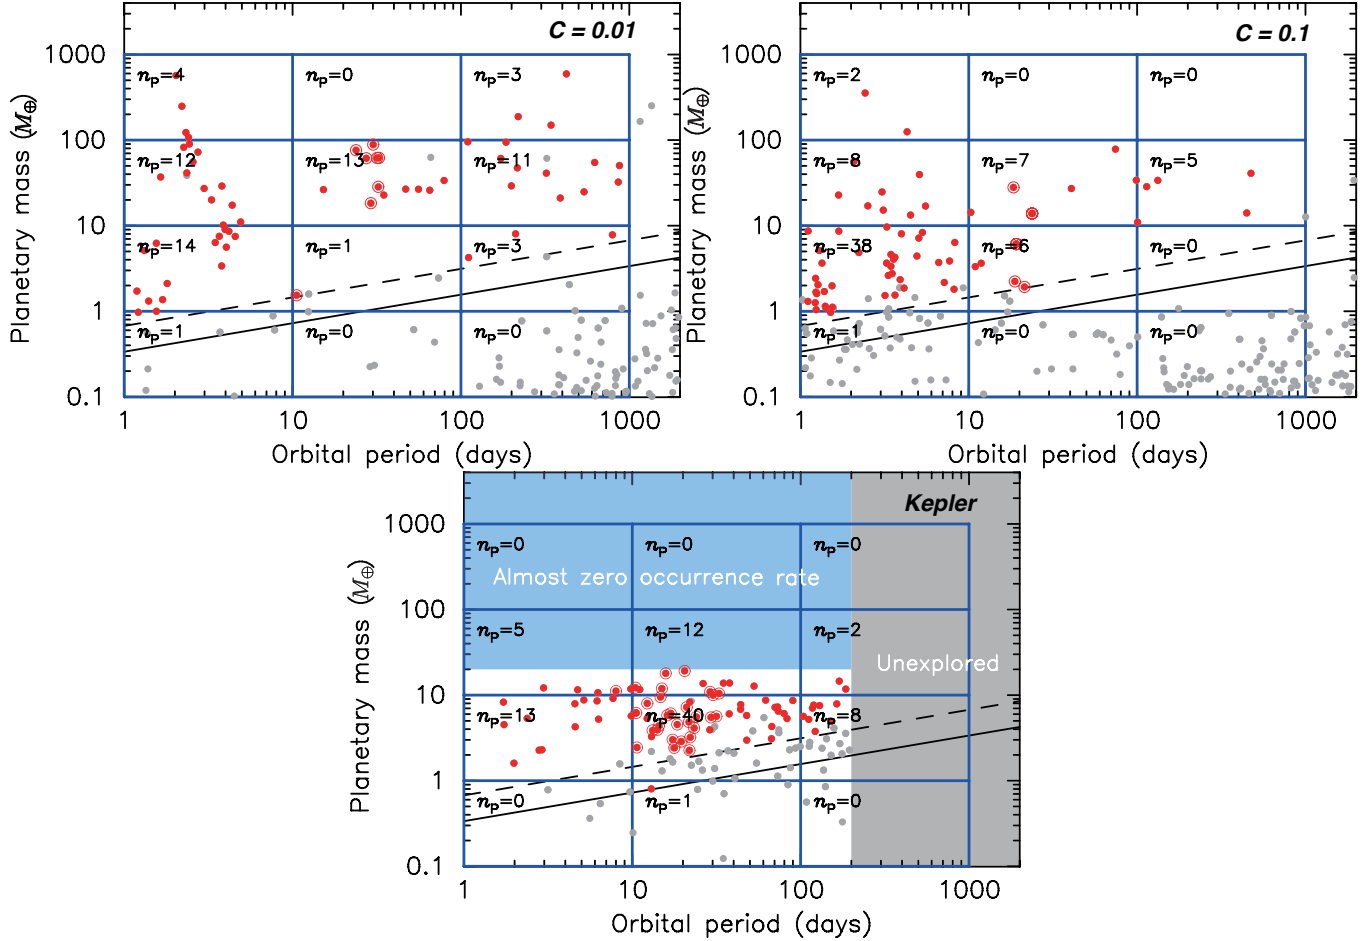 C = 0.01
Planetary mass (M⊕)
1000
100
10
1
0.1
nₚ=4
nₚ=0
nₚ=3
nₚ=12
nₚ=13
nₚ=11
nₚ=14
nₚ=1
nₚ=3
nₚ=1
nₚ=0
nₚ=0
1
10
100
1000
Orbital period (days)
C = 0.1
Planetary mass (M⊕)
1000
100
10
1
0.1
nₚ=2
nₚ=0
nₚ=0
nₚ=8
nₚ=7
nₚ=5
nₚ=38
nₚ=6
nₚ=0
nₚ=1
nₚ=0
nₚ=0
1
10
100
1000
Orbital period (days)
Kepler
Planetary mass (M⊕)
1000
100
10
1
0.1
nₚ=0
nₚ=0
nₚ=0
Almost zero occurrence rate
nₚ=5
nₚ=12
nₚ=2
Unexplored
nₚ=13
nₚ=40
nₚ=8
nₚ=0
nₚ=1
nₚ=0
1
10
100
1000
Orbital period (days)